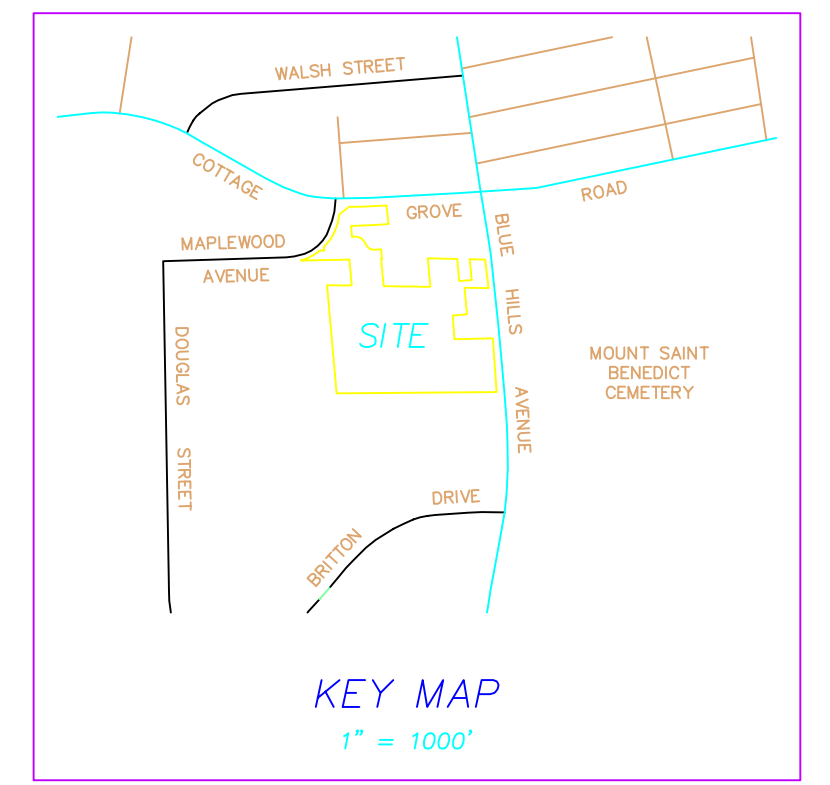 WALSH STREET
COTTAGE
GROVE
ROAD
MAPLEWOOD
AVENUE
BLUE
HILLS
AVENUE
DOUGLAS
STREET
SITE
MOUNT SAINT
BENEDICT
CEMETERY
DRIVE
BRITTON
KEY MAP
1” = 1000’